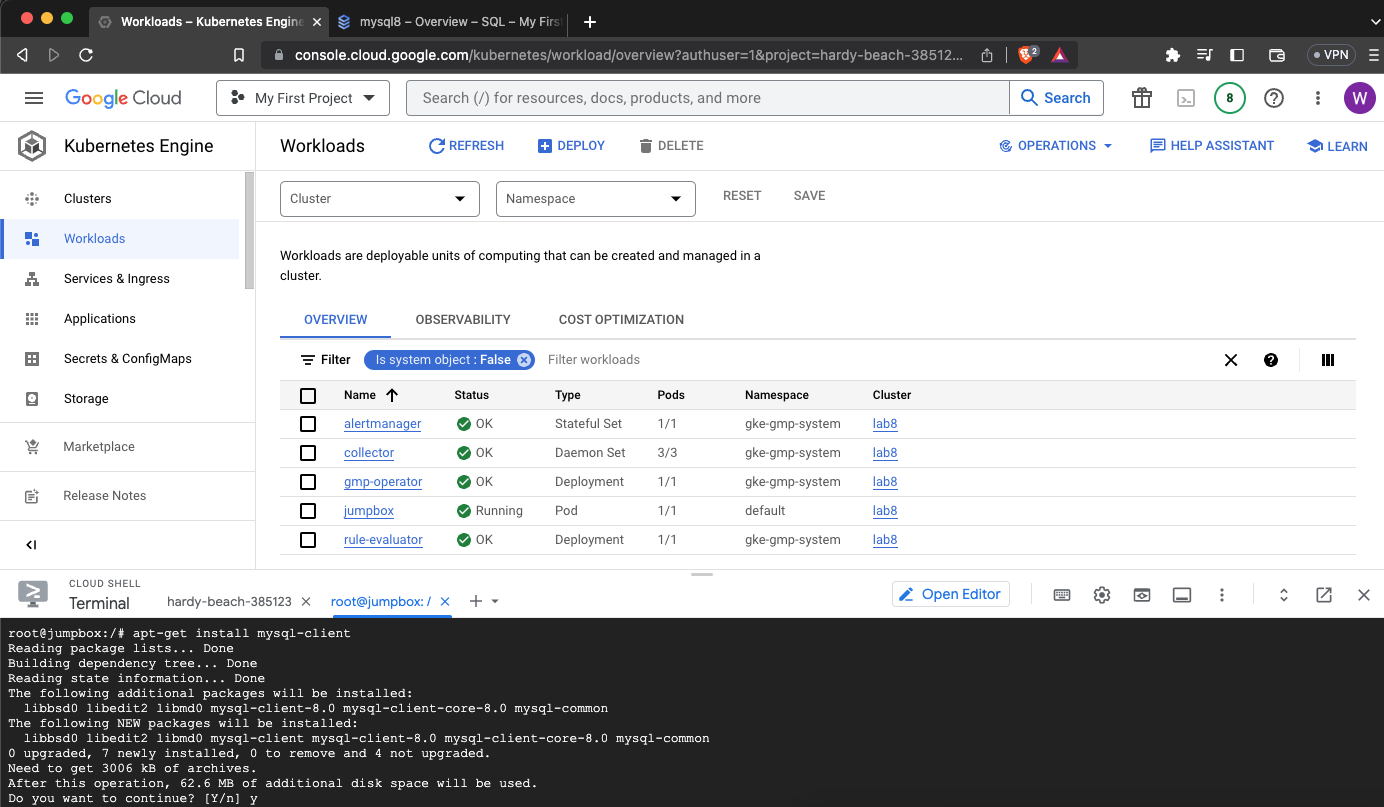 Workloads – Kubernetes Engine
mysql8 – Overview – SQL – My Firs
console.cloud.google.com/kubernetes/workload/overview?authuser=1&project=hardy-beach-385512...
2
VPN
Google Cloud
My First Project
Search (/) for resources, docs, products, and more
Search
8
W
Kubernetes Engine
Workloads
REFRESH
DEPLOY
DELETE
OPERATIONS
HELP ASSISTANT
LEARN
Clusters
Workloads
Services & Ingress
Applications
Secrets & ConfigMaps
Storage
Marketplace
Release Notes
Cluster
Namespace
RESET
SAVE
Workloads are deployable units of computing that can be created and managed in a
cluster.
OVERVIEW
OBSERVABILITY
COST OPTIMIZATION
Filter
Is system object : False
Filter workloads
Name Status Type Pods Namespace Cluster
alertmanager OK Stateful Set 1/1 gke-gmp-system lab8
collector OK Daemon Set 3/3 gke-gmp-system lab8
gmp-operator OK Deployment 1/1 gke-gmp-system lab8
jumpbox Running Pod 1/1 default lab8
rule-evaluator OK Deployment 1/1 gke-gmp-system lab8
CLOUD SHELL
Terminal
hardy-beach-385123
root@jumpbox: /
Open Editor
root@jumpbox:/# apt-get install mysql-client
Reading package lists... Done
Building dependency tree... Done
Reading state information... Done
The following additional packages will be installed:
libbsd0 libedit2 libmd0 mysql-client-8.0 mysql-client-core-8.0 mysql-common
The following NEW packages will be installed:
libbsd0 libedit2 libmd0 mysql-client mysql-client-8.0 mysql-client-core-8.0 mysql-common
0 upgraded, 7 newly installed, 0 to remove and 4 not upgraded.
Need to get 3006 kB of archives.
After this operation, 62.6 MB of additional disk space will be used.
Do you want to continue? [Y/n] y